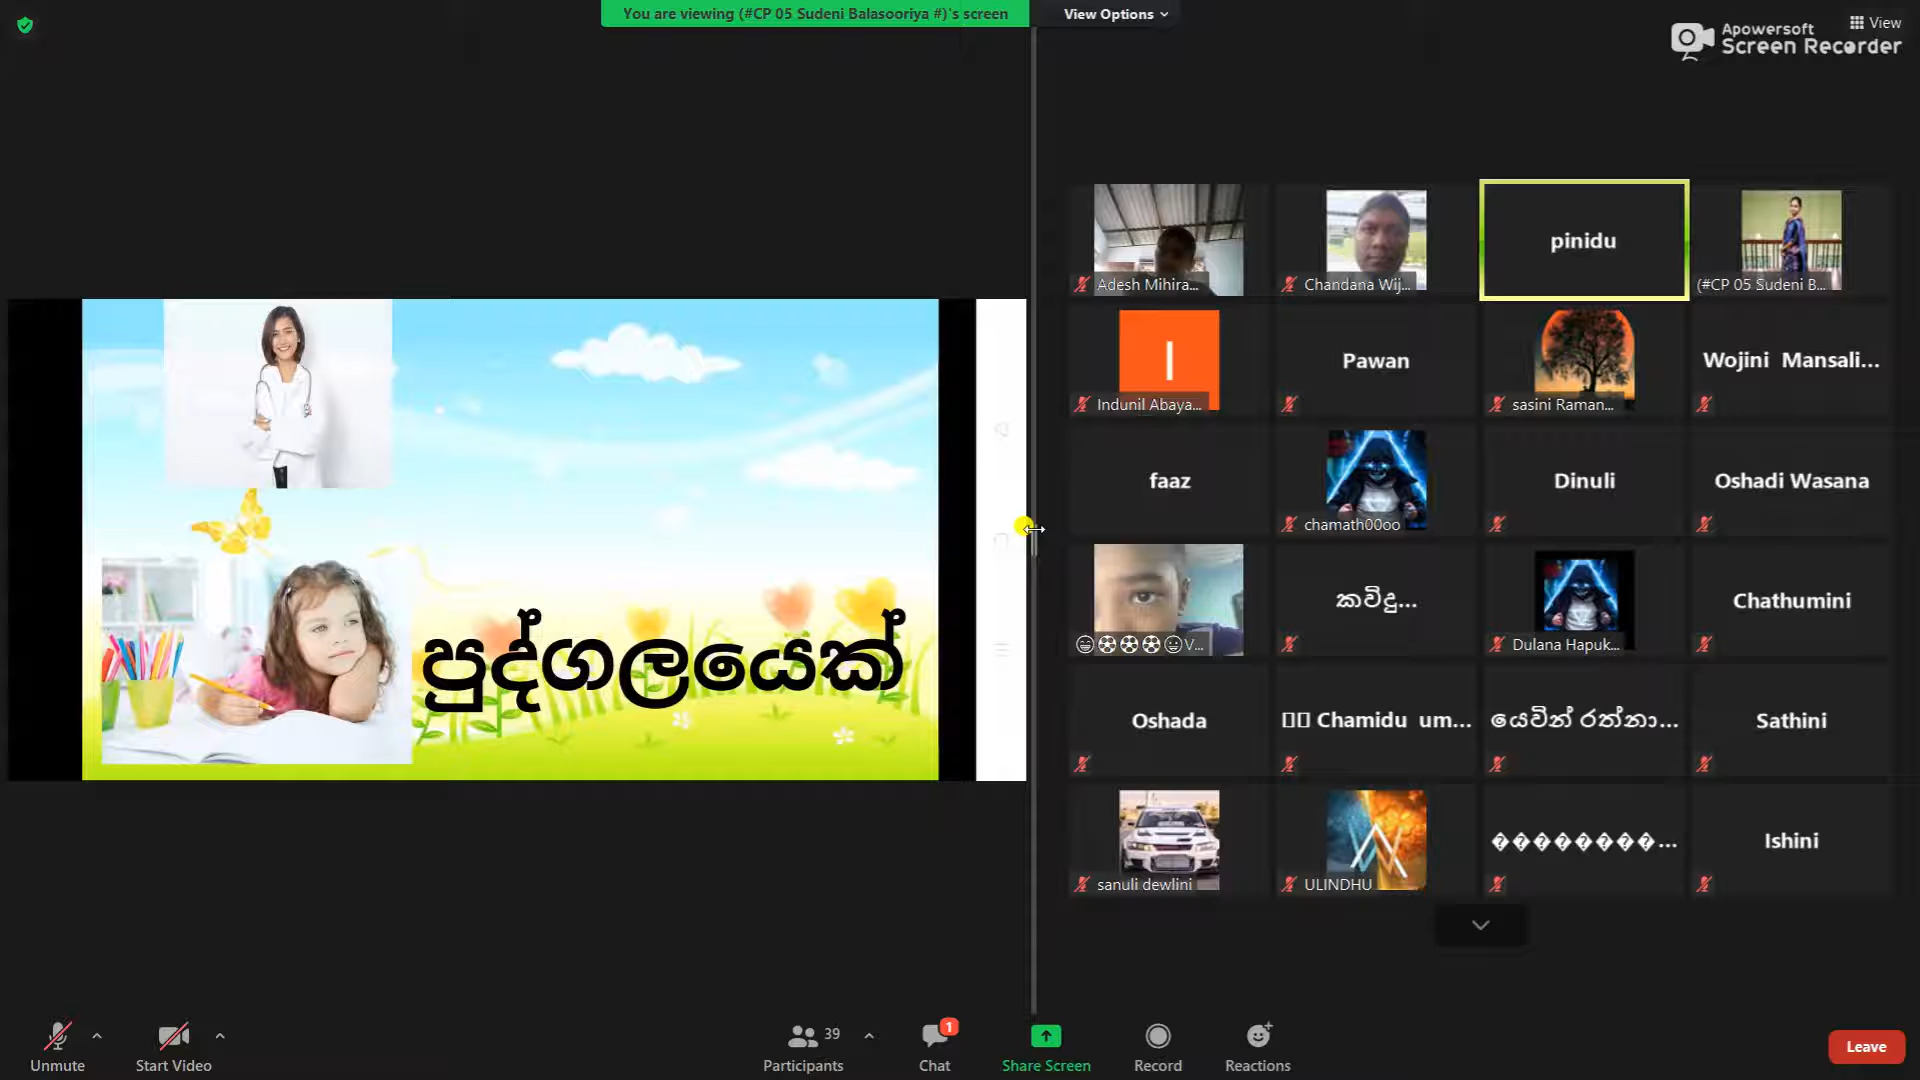 You are viewing (#CP 05 Sudeni Balasooriya #)'s screen
View Options
View
Apowersoft
Screen Recorder
Adesh Mihira...
Chandana Wij...
pinidu
(#CP 05 Sudeni B...
I
Indunil Abaya...
Pawan
sasini Raman...
Wojini Mansali...
faaz
chamath00oo
Dinuli
Oshadi Wasana
පුද්ගලයෙක්
V...
කවිදු...
Dulana Hapuk...
Chathumini
Oshada
Chamidu um...
යෙවින් රත්නා...
Sathini
sanuli dewlini
ULINDHU
Ishini
Unmute
Start Video
39
Participants
1
Chat
Share Screen
Record
Reactions
Leave